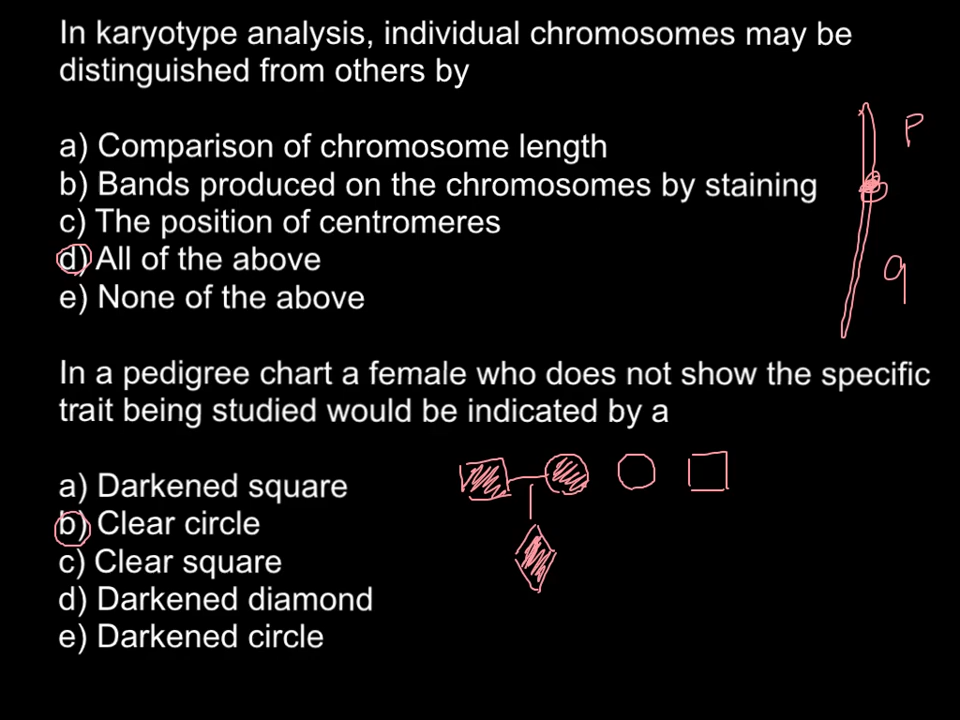 In karyotype analysis, individual chromosomes may be
distinguished from others by
a) Comparison of chromosome length
b) Bands produced on the chromosomes by staining
c) The position of centromeres
d) All of the above
e) None of the above
P
q
In a pedigree chart a female who does not show the specific
trait being studied would be indicated by a
a) Darkened square
b) Clear circle
c) Clear square
d) Darkened diamond
e) Darkened circle